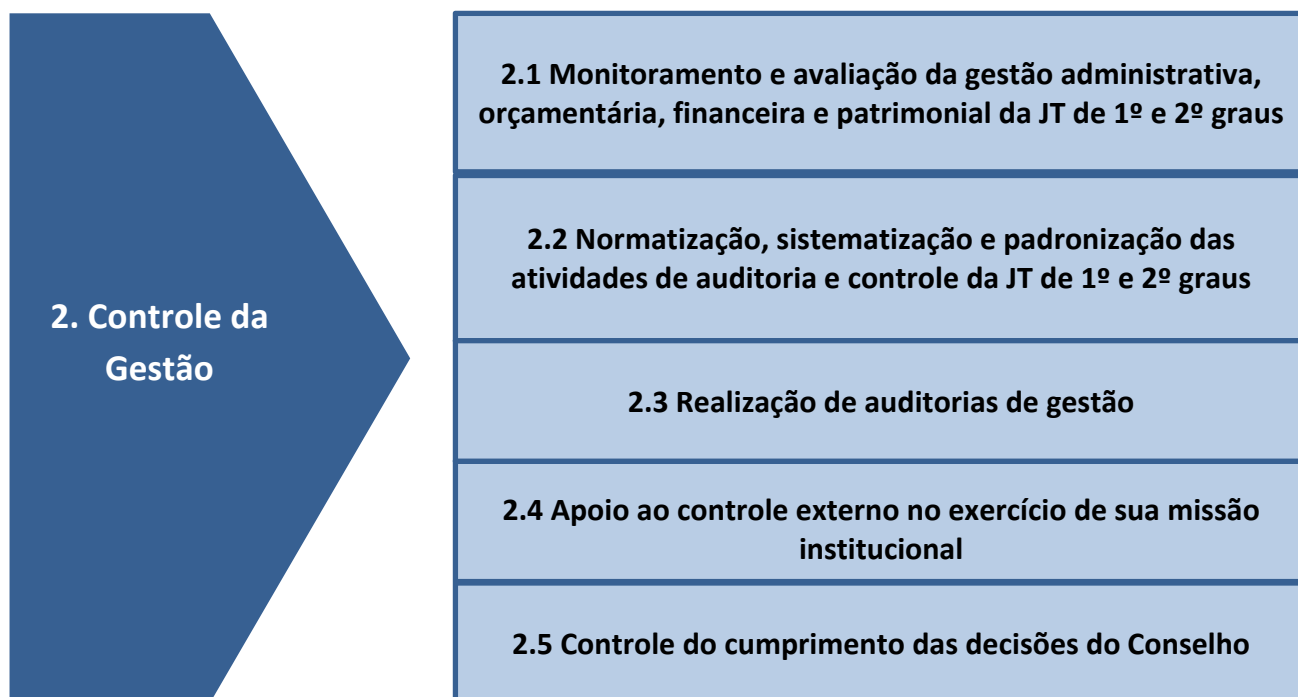 2. Controle da
Gestão
2.1 Monitoramento e avaliação da gestão administrativa,
orçamentária, financeira e patrimonial da JT de 1º e 2º graus
2.2 Normatização, sistematização e padronização das
atividades de auditoria e controle da JT de 1º e 2º graus
2.3 Realização de auditorias de gestão
2.4 Apoio ao controle externo no exercício de sua missão
institucional
2.5 Controle do cumprimento das decisões do Conselho